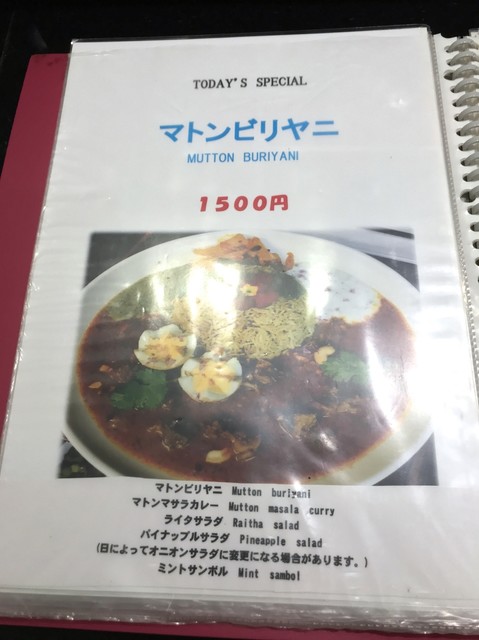 TODAY'S SPECIAL
マトンビリヤニ
MUTTON BURIYANI
1500円
マトンビリヤニ Mutton buriyani
マトンマサラカレー Mutton masala curry
ライタサラダ Raitha salad
パイナップルサラダ Pineapple salad
(日によってオニオンサラダに変更になる場合があります。)
ミントサンボル Mint sambol